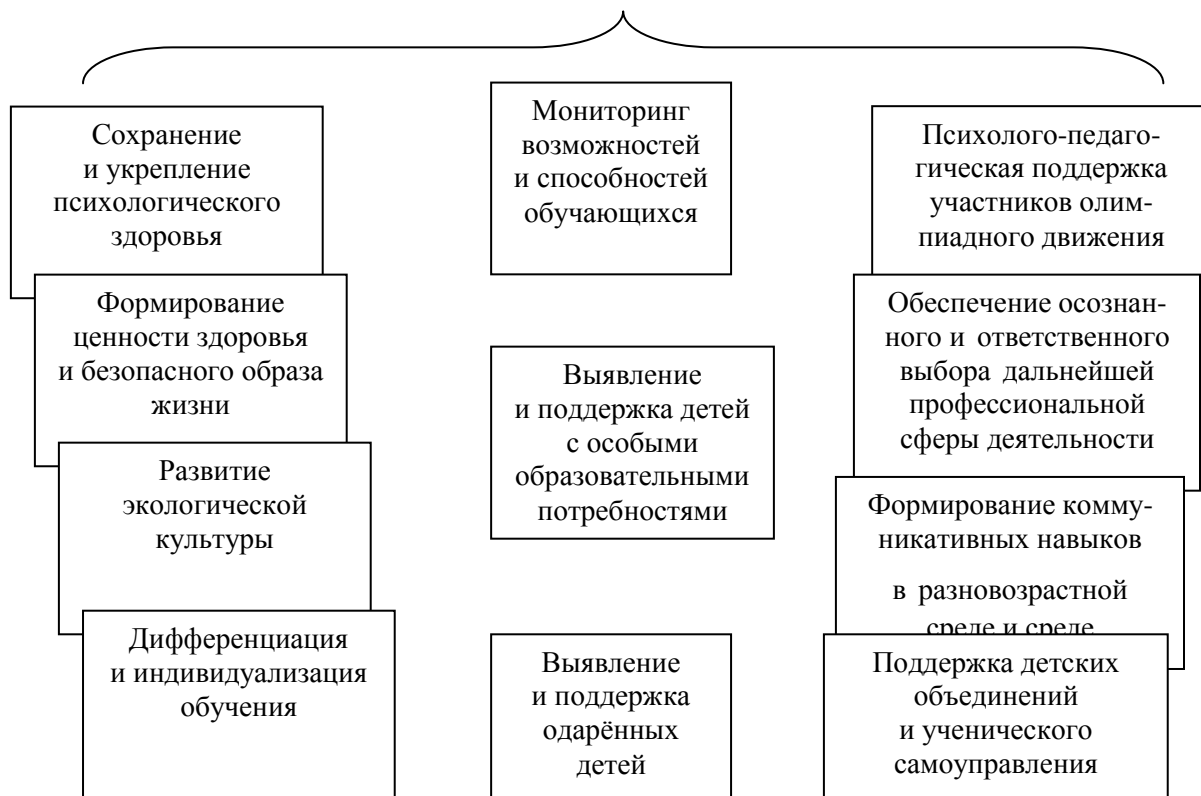 Сохранение
и укрепление
психологического
здоровья
Формирование
ценности здоровья
и безопасного образа
жизни
Развитие
экологической
культуры
Дифференциация
и индивидуализация
обучения
Мониторинг
возможностей
и способностей
обучающихся
Выявление
и поддержка детей
с особыми
образовательными
потребностями
Выявление
и поддержка
одарённых
детей
Психолого-педаго-
гическая поддержка
участников олим-
пиадного движения
Обеспечение осознан-
ного и ответственного
выбора дальнейшей
профессиональной
сферы деятельности
Формирование комму-
никативных навыков
в разновозрастной
среде и среде
Поддержка детских
объединений
и ученического
самоуправления